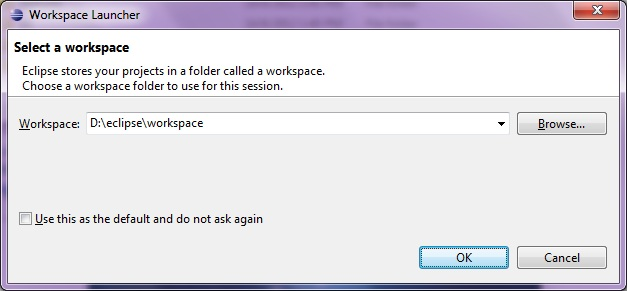 Workspace Launcher
Select a workspace
Eclipse stores your projects in a folder called a workspace.
Choose a workspace folder to use for this session.
Workspace: D:\eclipse\workspace Browse...
Use this as the default and do not ask again
OK Cancel